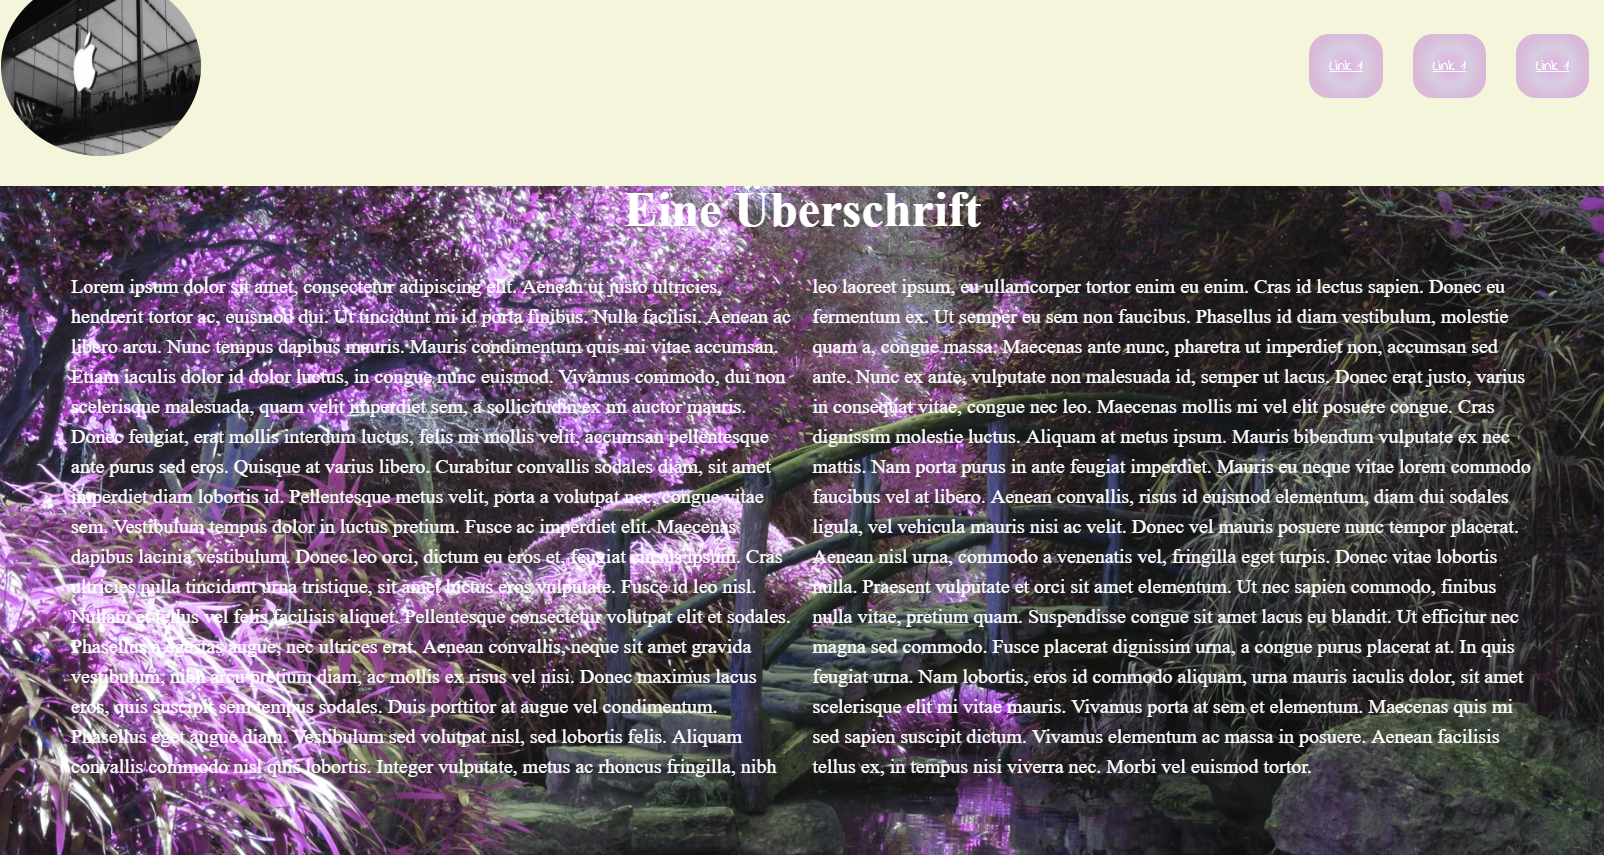 Link 1
Link 1
Link 1
Eine Überschrift
Lorem ipsum dolor sit amet, consectetur adipiscing elit. Aenean ut justo ultricies,
hendrerit tortor ac, euismod dui. Ut tincidunt mi id porta finibus. Nulla facilisi. Aenean ac
libero arcu. Nunc tempus dapibus mauris. Mauris condimentum quis mi vitae accumsan.
Etiam iaculis dolor id dolor luctus, in congue nunc euismod. Vivamus commodo, dui non
scelerisque malesuada, quam velit imperdiet sem, a sollicitudin ex mi auctor mauris.
Donec feugiat, erat mollis interdum luctus, felis mi mollis velit, accumsan pellentesque
ante purus sed eros. Quisque at varius libero. Curabitur convallis sodales diam, sit amet
imperdiet diam lobortis id. Pellentesque metus velit, porta a volutpat nec, congue vitae
sem. Vestibulum tempus dolor in luctus pretium. Fusce ac imperdiet elit. Maecenas
dapibus lacinia vestibulum. Donec leo orci, dictum eu eros et, feugiat cursus ipsum. Cras
ultricies nulla tincidunt urna tristique, sit amet luctus eros vulputate. Fusce id leo nisl.
Nullam et tellus vel felis facilisis aliquet. Pellentesque consectetur volutpat elit et sodales.
Phasellus a egestas augue, nec ultrices erat. Aenean convallis, neque sit amet gravida
vestibulum, nibh arcu pretium diam, ac mollis ex risus vel nisi. Donec maximus lacus
eros, quis suscipit sem tempus sodales. Duis porttitor at augue vel condimentum.
Phasellus eget augue diam. Vestibulum sed volutpat nisl, sed lobortis felis. Aliquam
convallis commodo nisl quis lobortis. Integer vulputate, metus ac rhoncus fringilla, nibh
leo laoreet ipsum, eu ullamcorper tortor enim eu enim. Cras id lectus sapien. Donec eu
fermentum ex. Ut semper eu sem non faucibus. Phasellus id diam vestibulum, molestie
quam a, congue massa. Maecenas ante nunc, pharetra ut imperdiet non, accumsan sed
ante. Nunc ex ante, vulputate non malesuada id, semper ut lacus. Donec erat justo, varius
in consequat vitae, congue nec leo. Maecenas mollis mi vel elit posuere congue. Cras
dignissim molestie luctus. Aliquam at metus ipsum. Mauris bibendum vulputate ex nec
mattis. Nam porta purus in ante feugiat imperdiet. Mauris eu neque vitae lorem commodo
faucibus vel at libero. Aenean convallis, risus id euismod elementum, diam dui sodales
ligula, vel vehicula mauris nisi ac velit. Donec vel mauris posuere nunc tempor placerat.
Aenean nisl urna, commodo a venenatis vel, fringilla eget turpis. Donec vitae lobortis
nulla. Praesent vulputate et orci sit amet elementum. Ut nec sapien commodo, finibus
nulla vitae, pretium quam. Suspendisse congue sit amet lacus eu blandit. Ut efficitur nec
magna sed commodo. Fusce placerat dignissim urna, a congue purus placerat at. In quis
feugiat urna. Nam lobortis, eros id commodo aliquam, urna mauris iaculis dolor, sit amet
scelerisque elit mi vitae mauris. Vivamus porta at sem et elementum. Maecenas quis mi
sed sapien suscipit dictum. Vivamus elementum ac massa in posuere. Aenean facilisis
tellus ex, in tempus nisi viverra nec. Morbi vel euismod tortor.